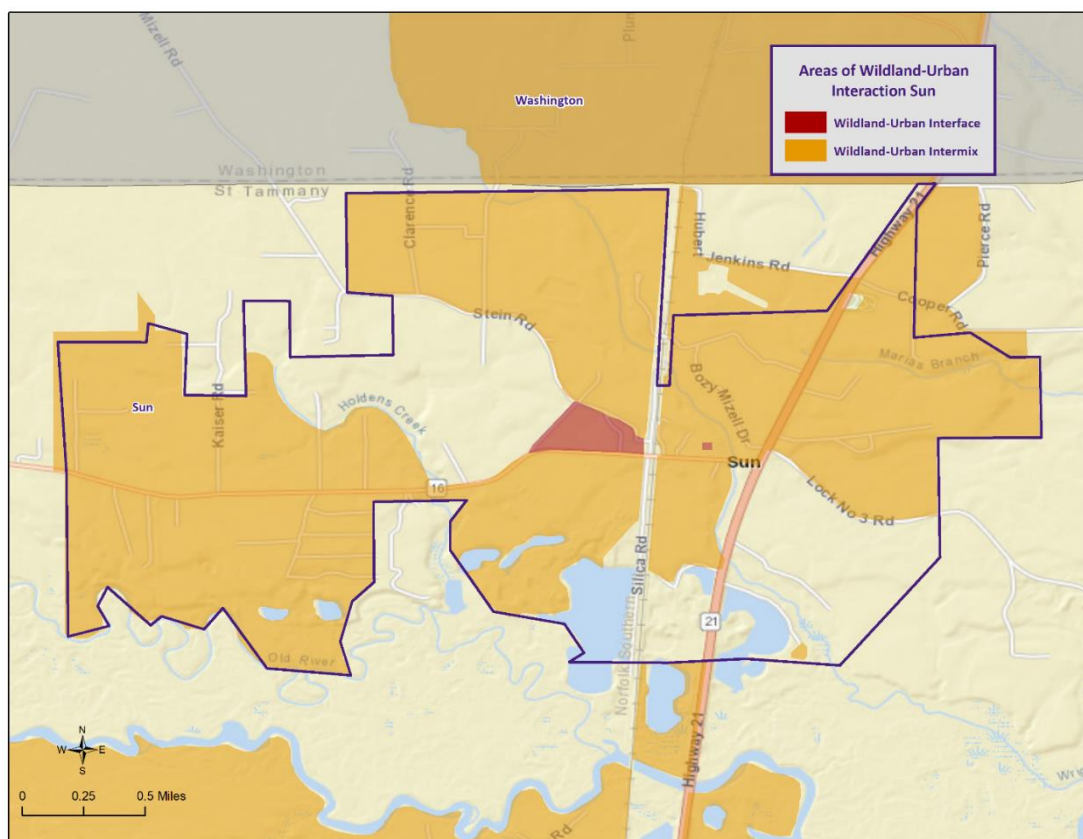 Mizell Rd
Plum
Areas of Wildland-Urban
Interaction Sun
Wildland-Urban Interface
Wildland-Urban Intermix
Washington
Washington
St Tammany
Clarence Rd
Hubert
Jenkins Rd
Highway 21
Pierce Rd
Cooper Rd
Stein Rd
Marias Branch
Bozy Mizell Dr
Sun
Kaiser Rd
Holdens Creek
Sun
16
Lock No 3 Rd
Silica Rd
Norfolk Southern
21
Old River
Highway 21
N
W E
S
0 0.25 0.5 Miles
Rd